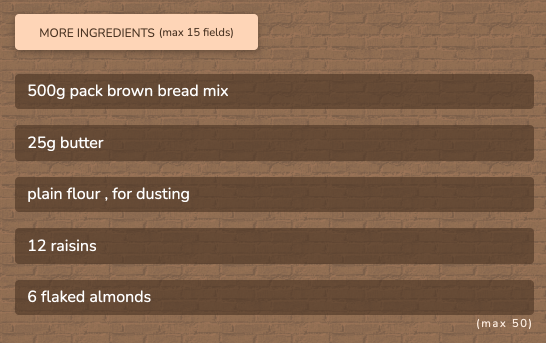 MORE INGREDIENTS (max 15 fields)
500g pack brown bread mix
25g butter
plain flour , for dusting
12 raisins
6 flaked almonds
(max 50)